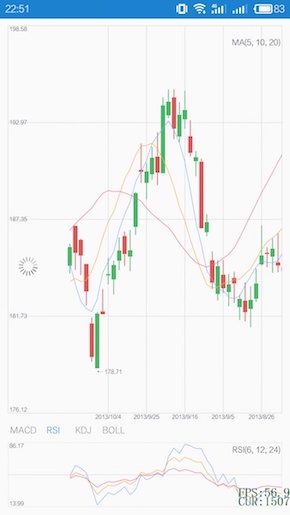 22:51
83
198.58
MA(5, 10, 20)
192.97
187.35
181.73
178.71
176.12
2013/10/4 2013/9/25 2013/9/16 2013/9/5 2013/8/26
MACD RSI KDJ BOLL
86.17
RSI(6, 12, 24)
13.99
FPS:56.9
CUR:1507